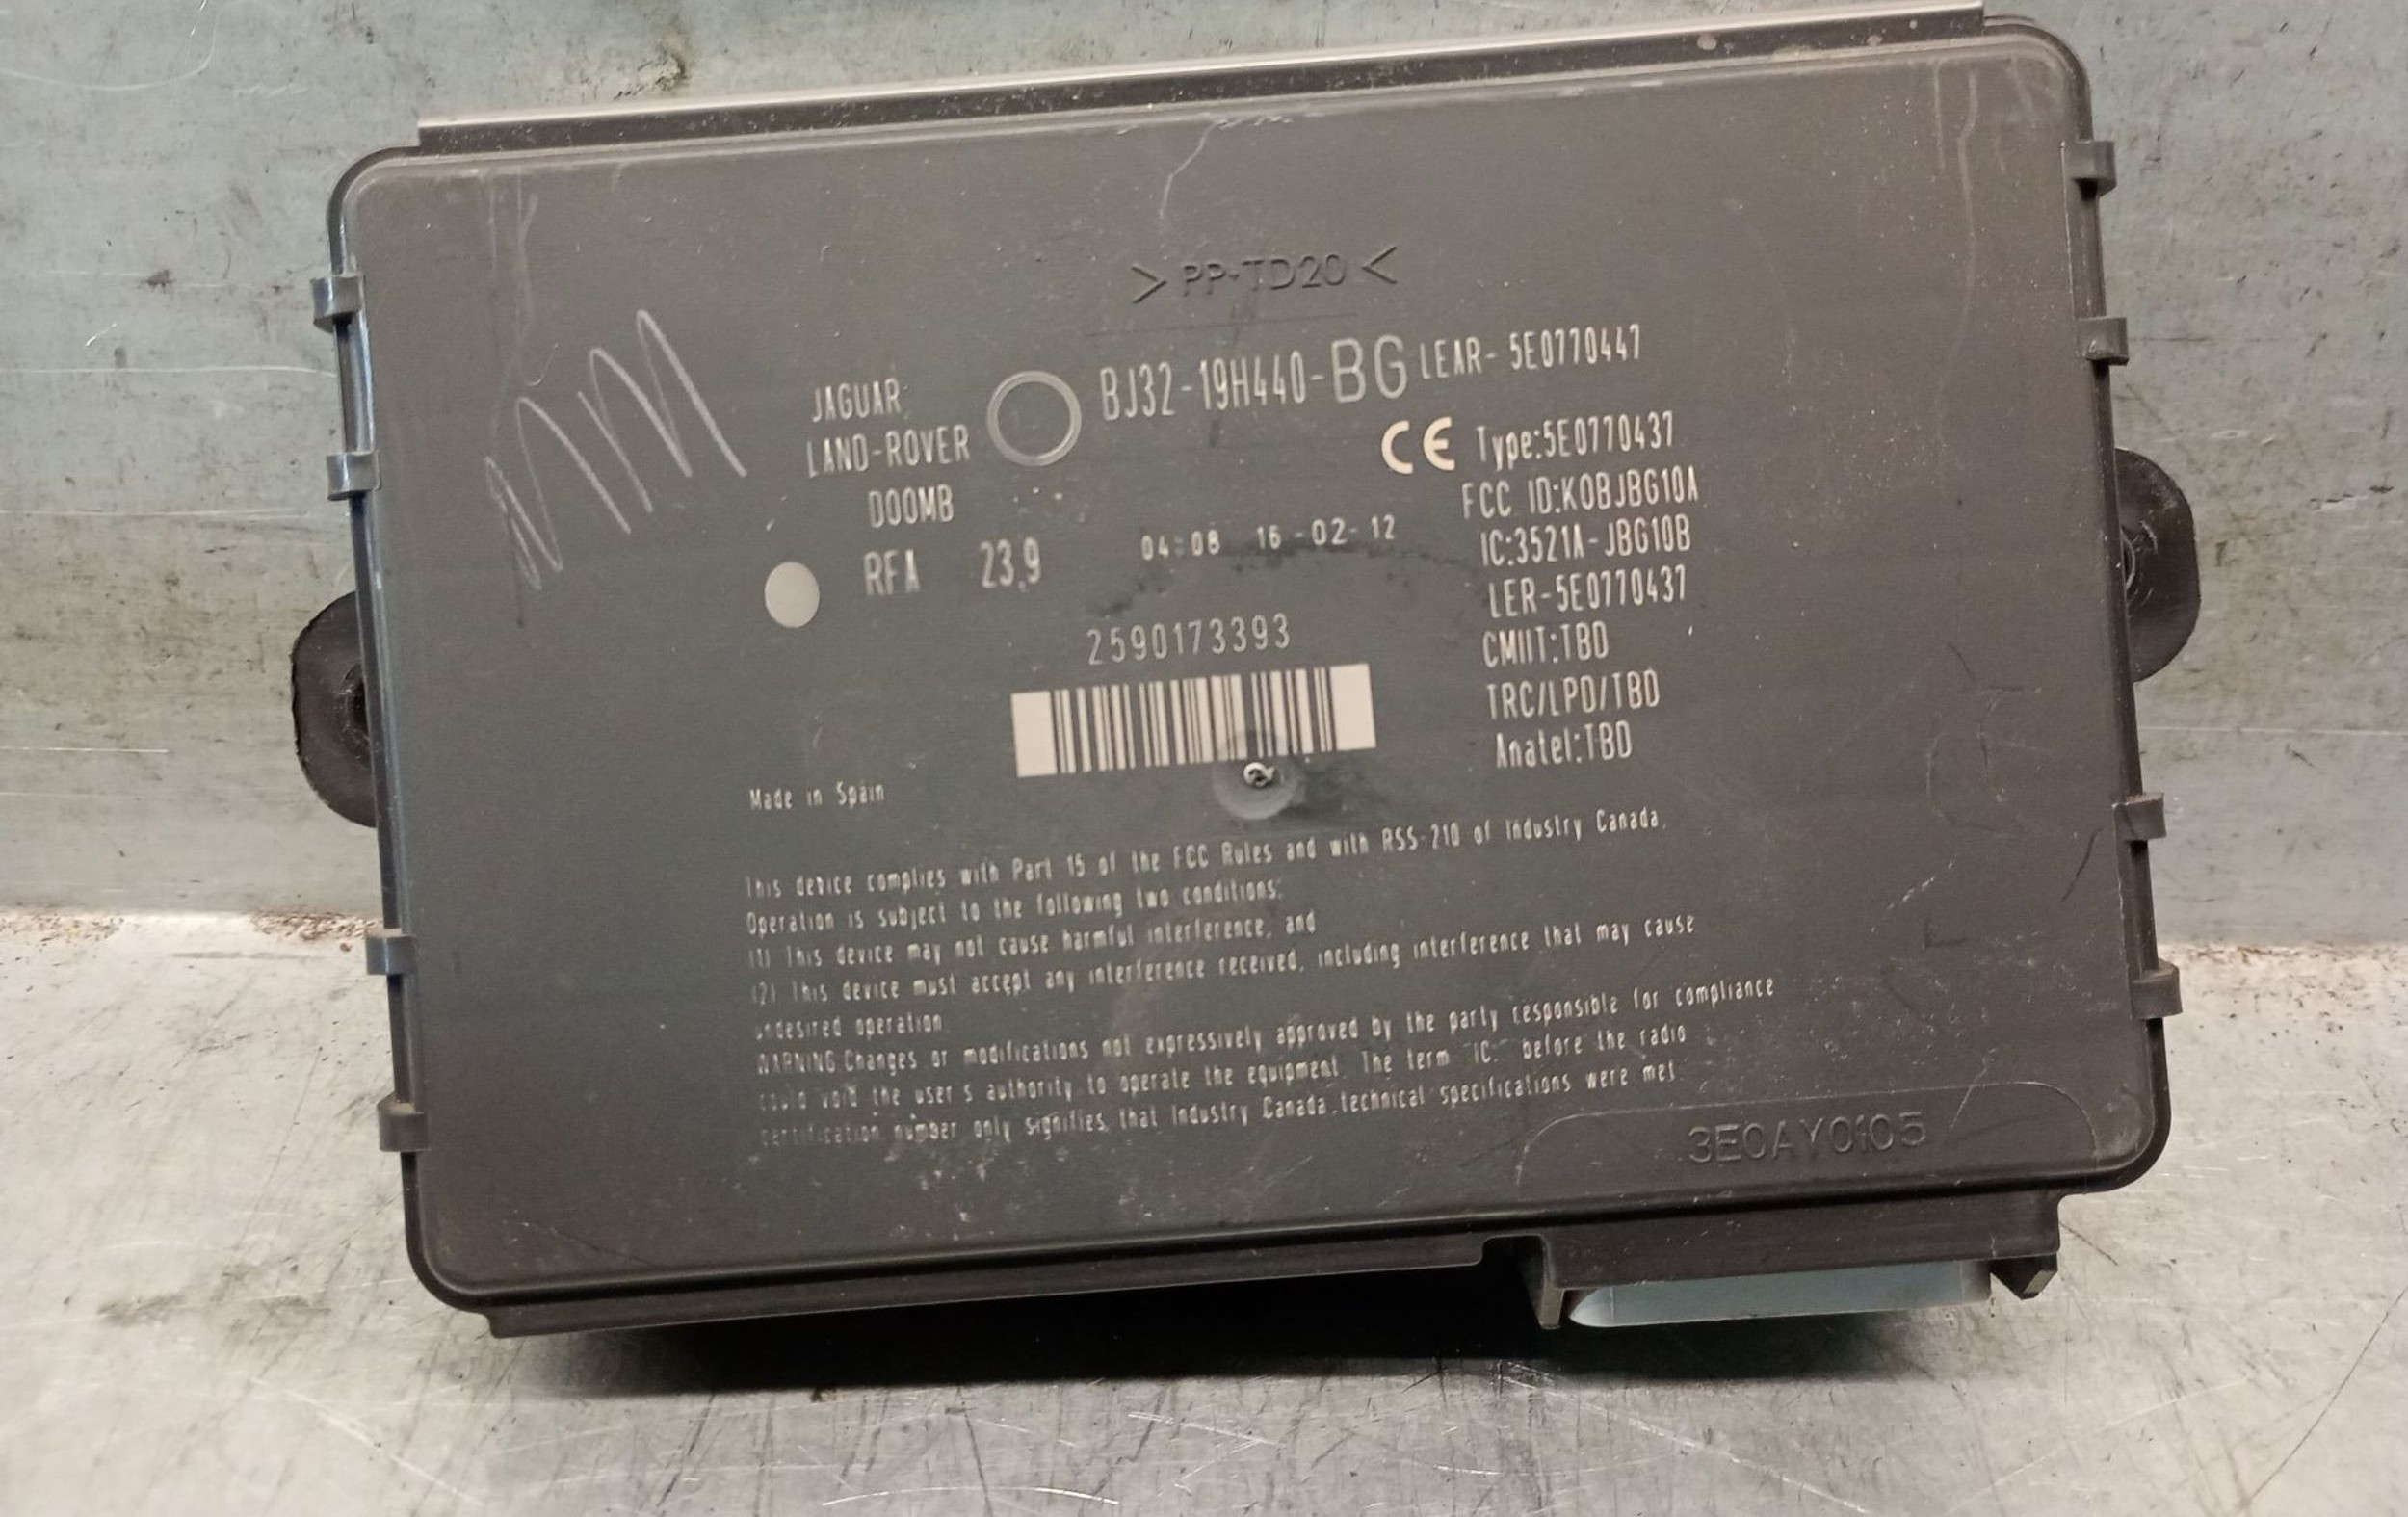 > PP-TD20 <
JAGUAR
LAND-ROVER
BJ32-19H440-BG LEAR- 5E0770447
D00MB
CE Type:5E0770437
FCC ID:KOBJBG10A
RFA 23.9 04:08 16-02-12
IC:3521A-JBG10B
LER-5E0770437
2590173393
CMIIT:TBD
TRC/LPD/TBD
Anatel:TBD
Made in Spain
This device complies with Part 15 of the FCC Rules and with RSS-210 of Industry Canada.
Operation is subject to the following two conditions:
(1) This device may not cause harmful interference, and
(2) This device must accept any interference received, including interference that may cause
undesired operation.
WARNING Changes or modifications not expressively approved by the party responsible for compliance
could void the user s authority to operate the equipment. The term "IC:" before the radio
certification number only signifies that Industry Canada technical specifications were met
3E0AY0105